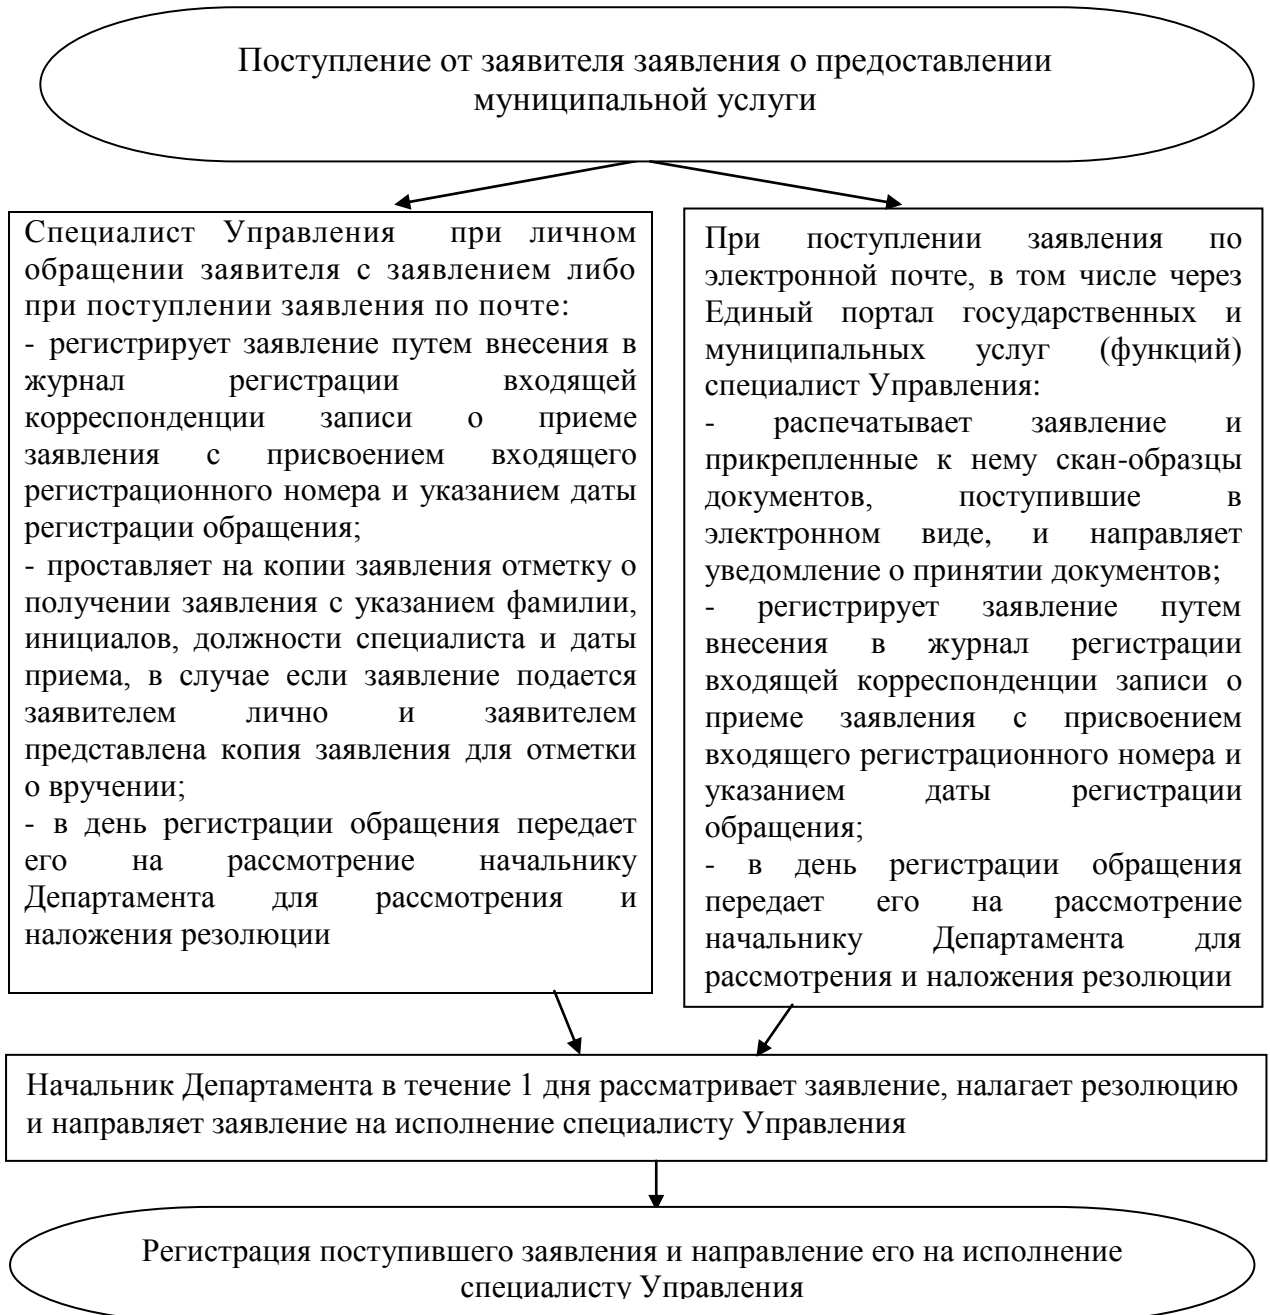 Поступление от заявителя заявления о предоставлении
муниципальной услуги
Специалист Управления при личном
обращении заявителя с заявлением либо
при поступлении заявления по почте:
- регистрирует заявление путем внесения в
журнал регистрации входящей
корреспонденции записи о приеме
заявления с присвоением входящего
регистрационного номера и указанием даты
регистрации обращения;
- проставляет на копии заявления отметку о
получении заявления с указанием фамилии,
инициалов, должности специалиста и даты
приема, в случае если заявление подается
заявителем лично и заявителем
представлена копия заявления для отметки
о вручении;
- в день регистрации обращения передает
его на рассмотрение начальнику
Департамента для рассмотрения и
наложения резолюции
При поступлении заявления по
электронной почте, в том числе через
Единый портал государственных и
муниципальных услуг (функций)
специалист Управления:
- распечатывает заявление и
прикрепленные к нему скан-образцы
документов, поступившие в
электронном виде, и направляет
уведомление о принятии документов;
- регистрирует заявление путем
внесения в журнал регистрации
входящей корреспонденции записи о
приеме заявления с присвоением
входящего регистрационного номера и
указанием даты регистрации
обращения;
- в день регистрации обращения
передает его на рассмотрение
начальнику Департамента для
рассмотрения и наложения резолюции
Начальник Департамента в течение 1 дня рассматривает заявление, налагает резолюцию
и направляет заявление на исполнение специалисту Управления
Регистрация поступившего заявления и направление его на исполнение
специалисту Управления